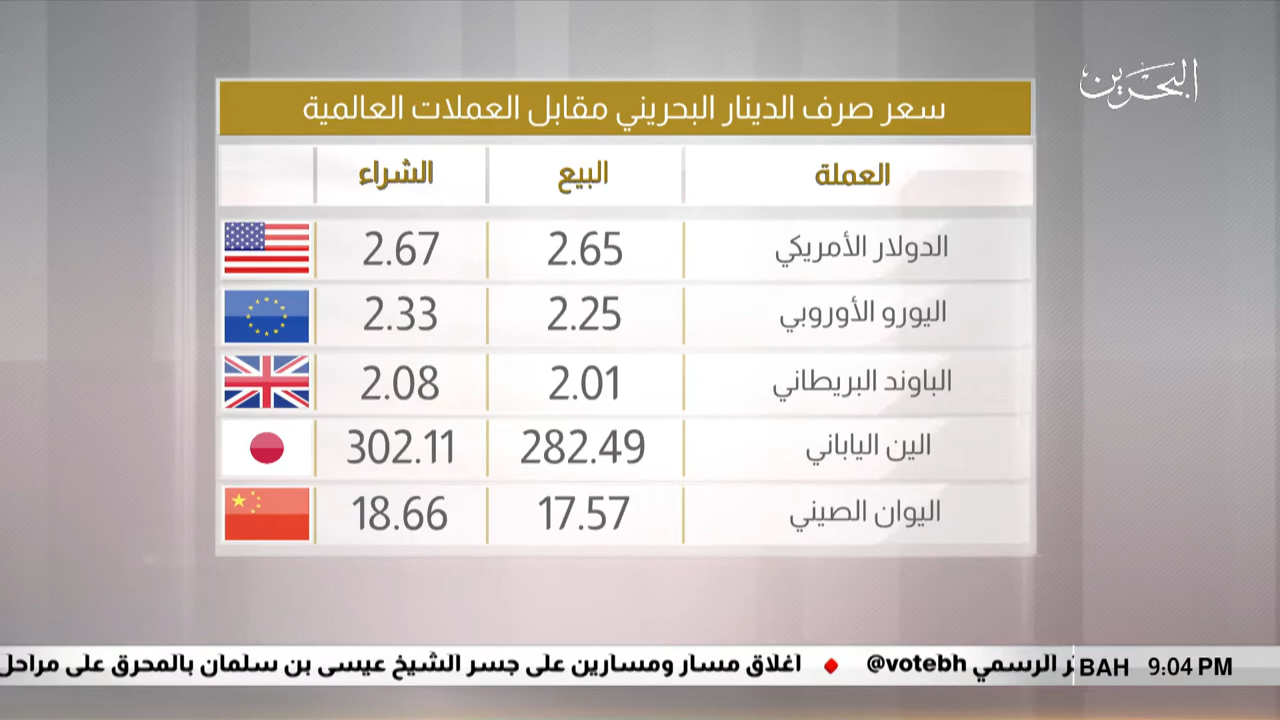 البحرين
سعر صرف الدينار البحريني مقابل العملات العالمية
العملة البيع الشراء
الدولار الأمريكي 2.65 2.67
اليورو الأوروبي 2.25 2.33
الباوند البريطاني 2.01 2.08
الين الياباني 282.49 302.11
اليوان الصيني 17.57 18.66
BAH 9:04 PM
الرسمي @votebh اغلاق مسار ومسارين على جسر الشيخ عيسى بن سلمان بالمحرق على مراحل